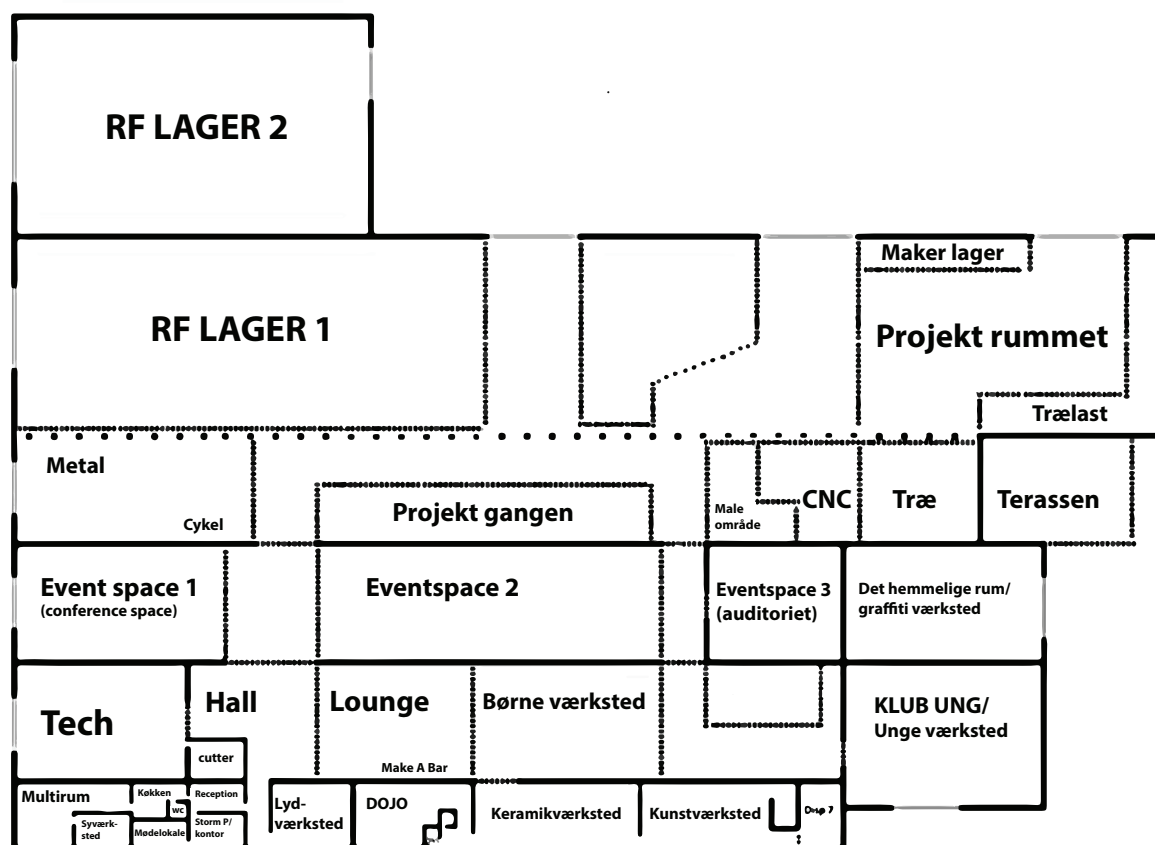 RF LAGER 2
Maker lager
RF LAGER 1
Projekt rummet
Trælast
Metal
Cykel
Projekt gangen
Male
område
CNC
Træ
Terassen
Event space 1
(conference space)
Eventspace 2
Eventspace 3
(auditoriet)
Det hemmelige rum/
graffiti værksted
Tech
Hall
Lounge
Børne værksted
KLUB UNG/
Unge værksted
cutter
Make A Bar
Multirum
Køkken
wc
Reception
Syværk-
sted
Mødelokale
Storm P/
kontor
Lyd-
værksted
DOJO
Keramikværksted
Kunstværksted